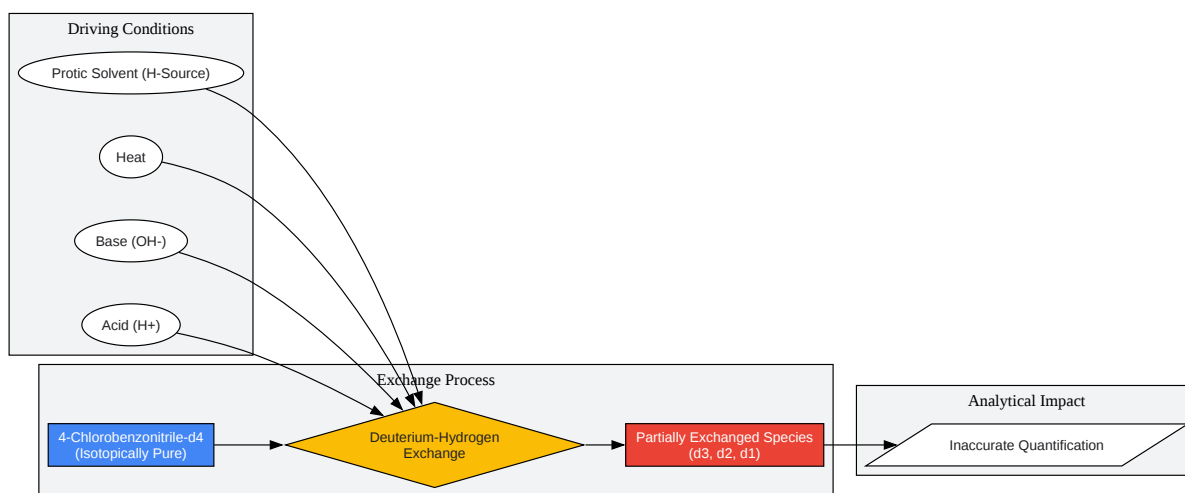 Driving Conditions
Protic Solvent (H-Source)
Heat
Base (OH-)
Acid (H+)
Exchange Process
4-Chlorobenzonitrile-d4
(Isotopically Pure)
Deuterium-Hydrogen
Exchange
Partially Exchanged Species
(d3, d2, d1)
Analytical Impact
Inaccurate Quantification